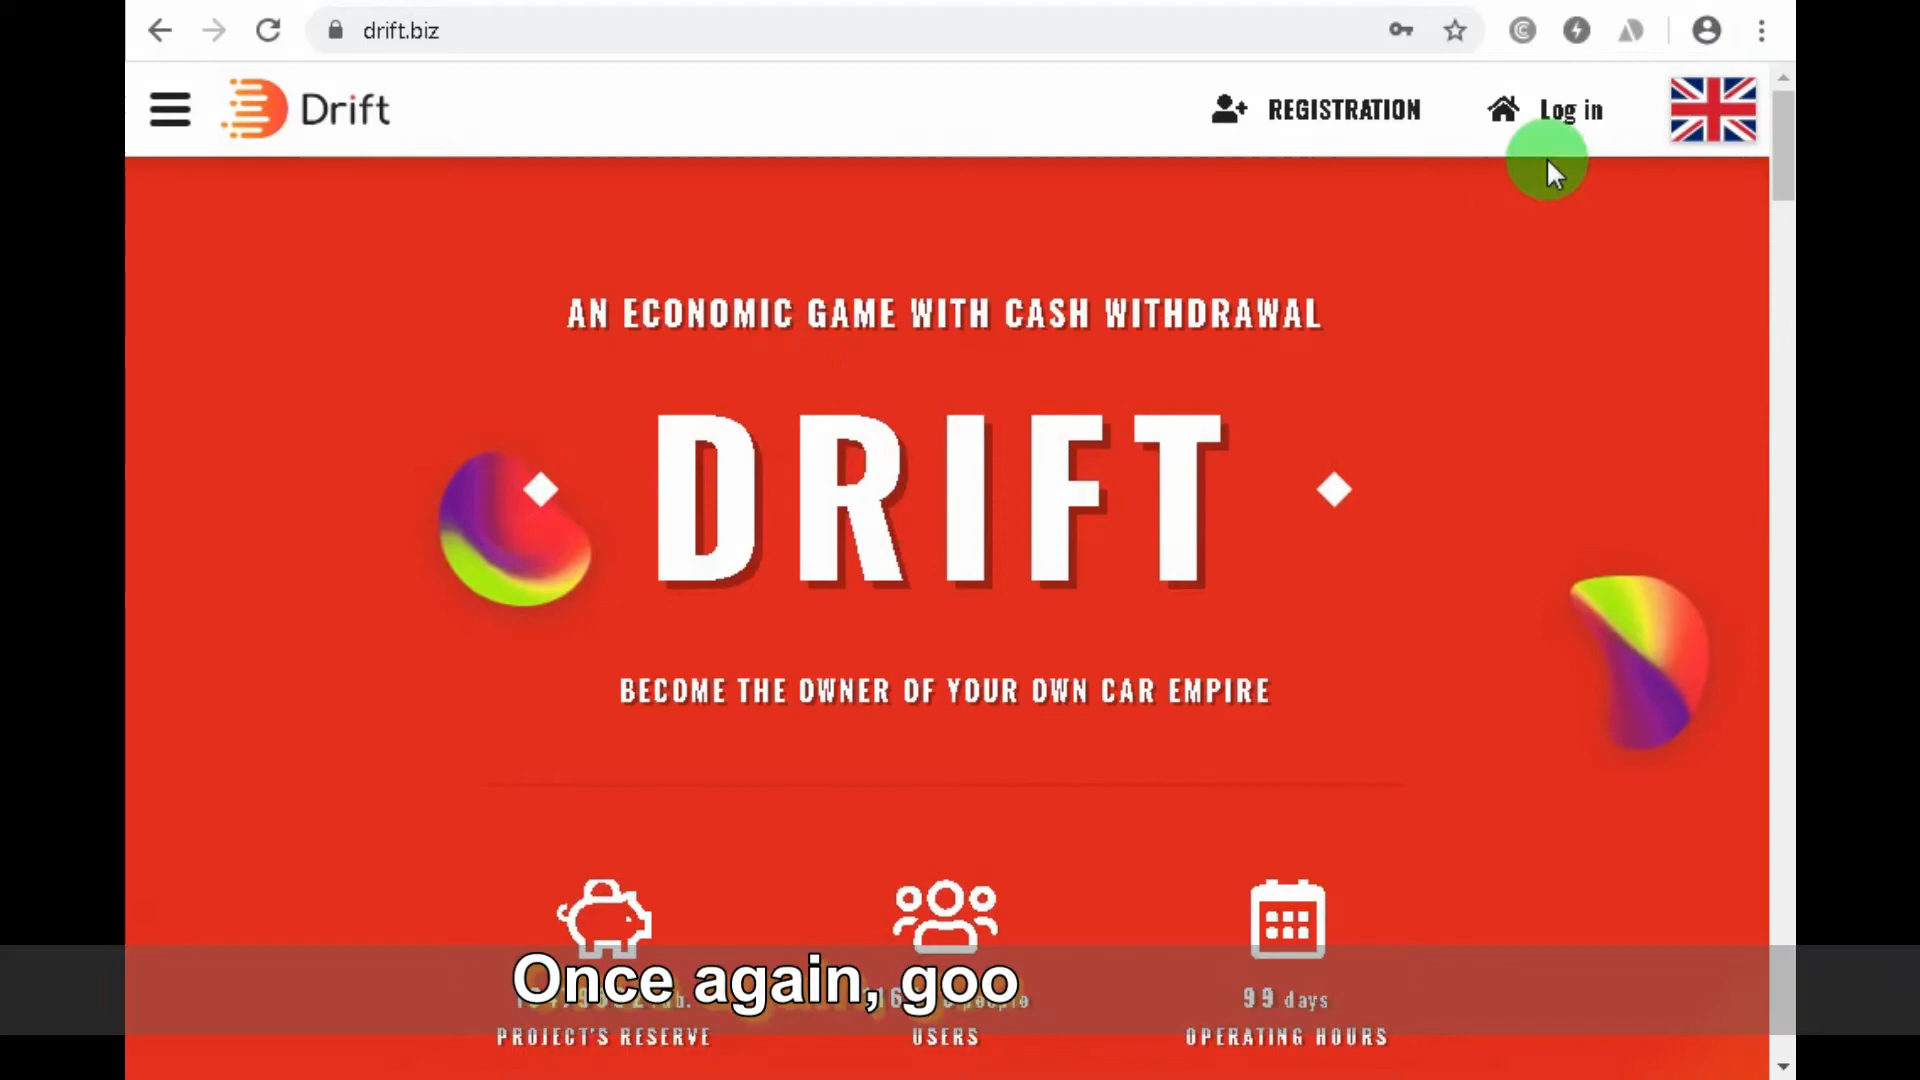 drift.biz
Drift
REGISTRATION
Log in
AN ECONOMIC GAME WITH CASH WITHDRAWAL
DRIFT
BECOME THE OWNER OF YOUR OWN CAR EMPIRE
99 days
PROJECT'S RESERVE
USERS
OPERATING HOURS
Once again, goo